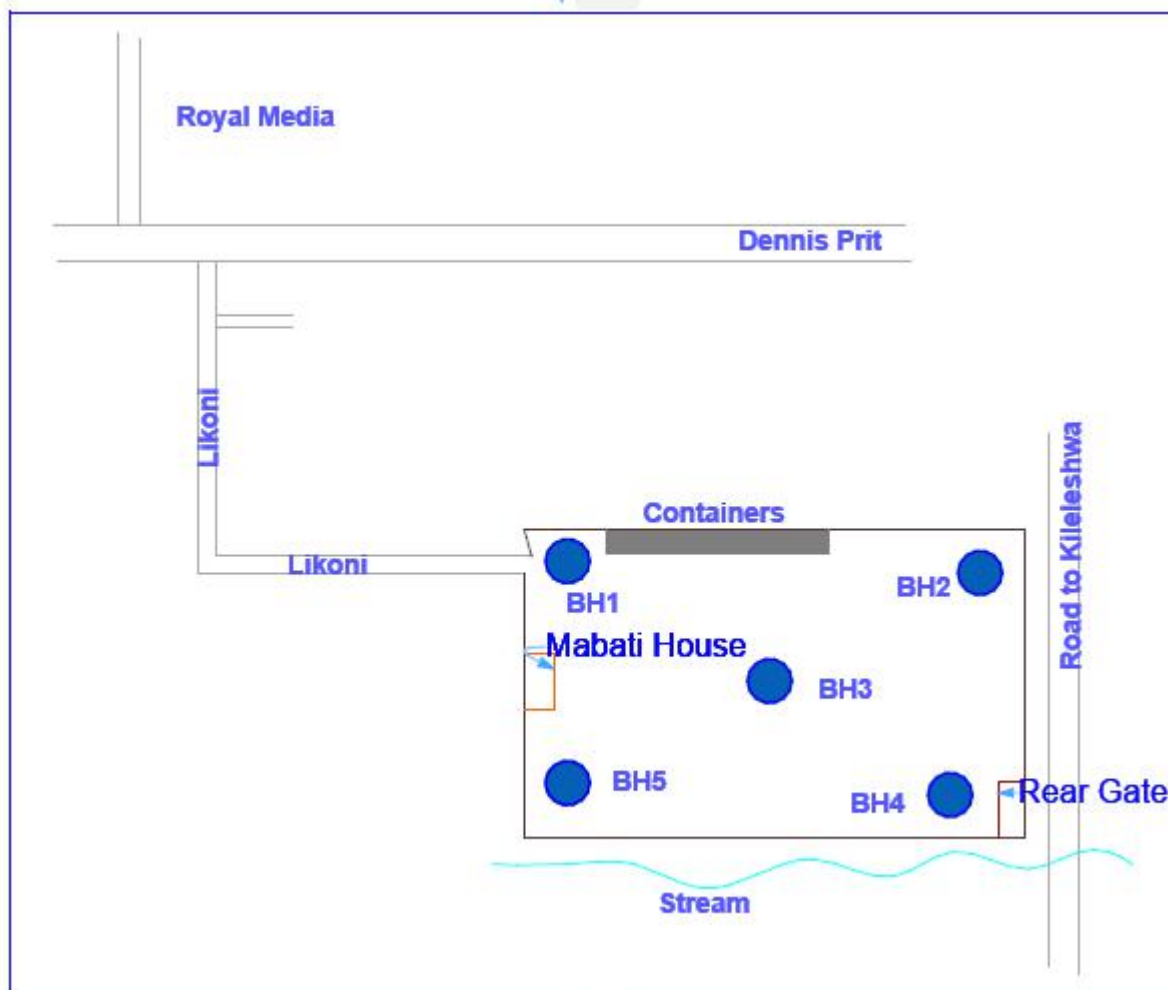 Royal Media
Dennis Prit
Likoni
Containers
Road to Kileleshwa
Likoni
BH1
BH2
Mabati House
BH3
BH5
BH4
Rear Gate
Stream